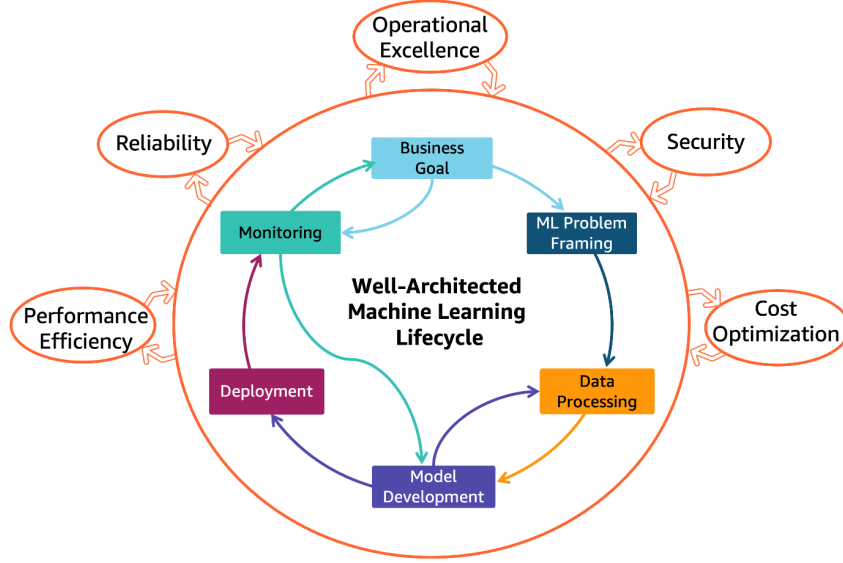 Operational
Excellence
Reliability
Security
Business
Goal
Monitoring
ML Problem
Framing
Well-Architected
Machine Learning
Lifecycle
Performance
Efficiency
Cost
Optimization
Deployment
Data
Processing
Model
Development